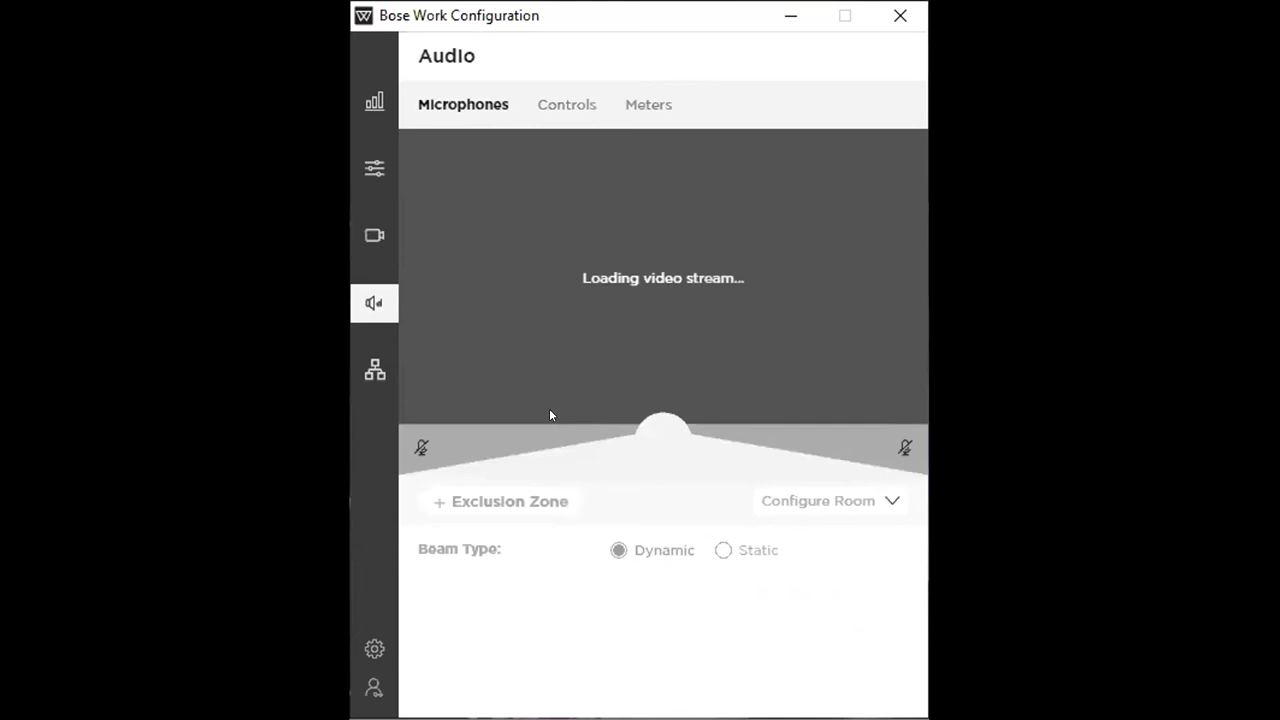 Bose Work Configuration
Audio
Microphones Controls Meters
Loading video stream...
+ Exclusion Zone Configure Room
Beam Type: Dynamic Static